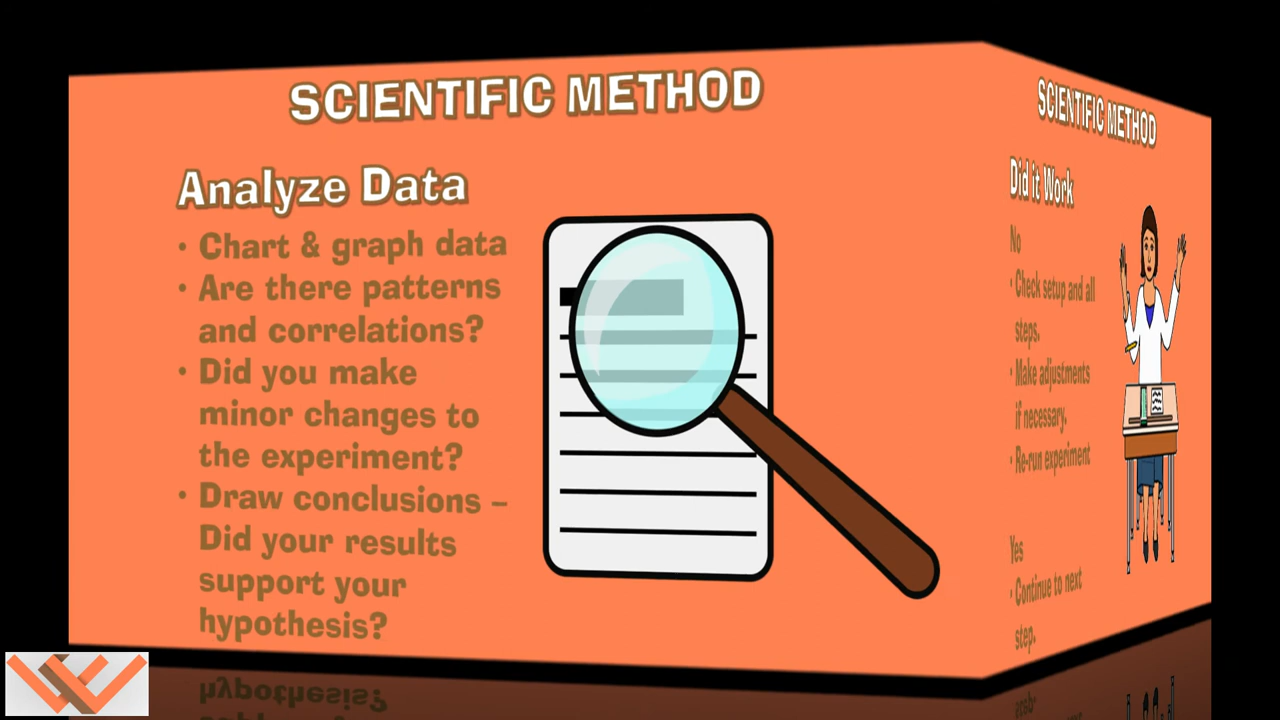 SCIENTIFIC METHOD
Analyze Data
• Chart & graph data
• Are there patterns
and correlations?
• Did you make
minor changes to
the experiment?
• Draw conclusions –
Did your results
support your
hypothesis?
SCIENTIFIC METHOD
Did it Work
No
• Check setup and all
steps.
• Make adjustments
if necessary.
• Re-run experiment
Yes
• Continue to next
step.